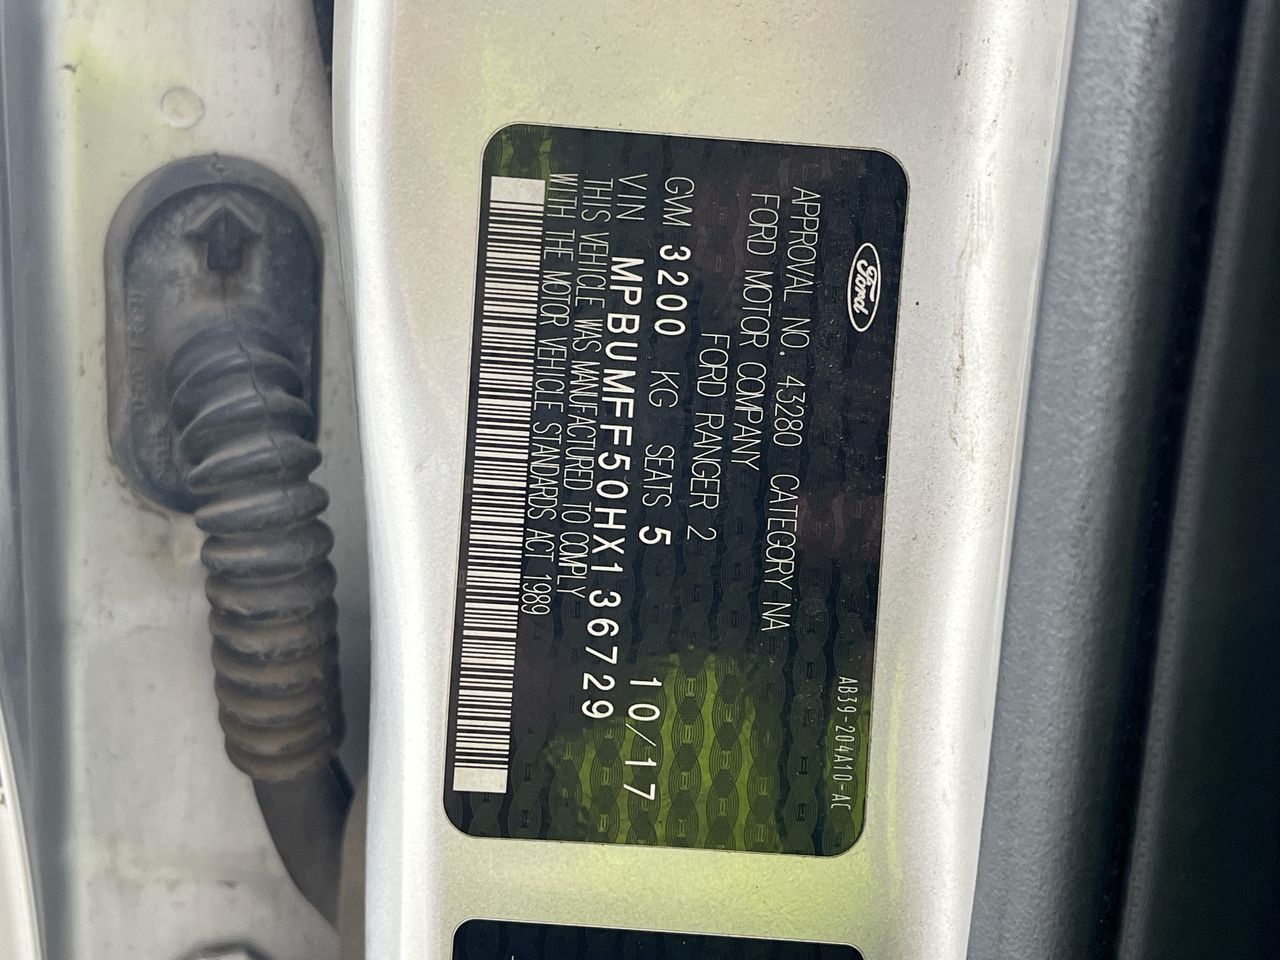 Ford
AB39-204A10-AC
APPROVAL NO. 43280 CATEGORY NA
FORD MOTOR COMPANY
FORD RANGER 2
GVM 3200 KG SEATS 5 10/17
VIN MPBUMFF50HX136729
THIS VEHICLE WAS MANUFACTURED TO COMPLY
WITH THE MOTOR VEHICLE STANDARDS ACT 1989